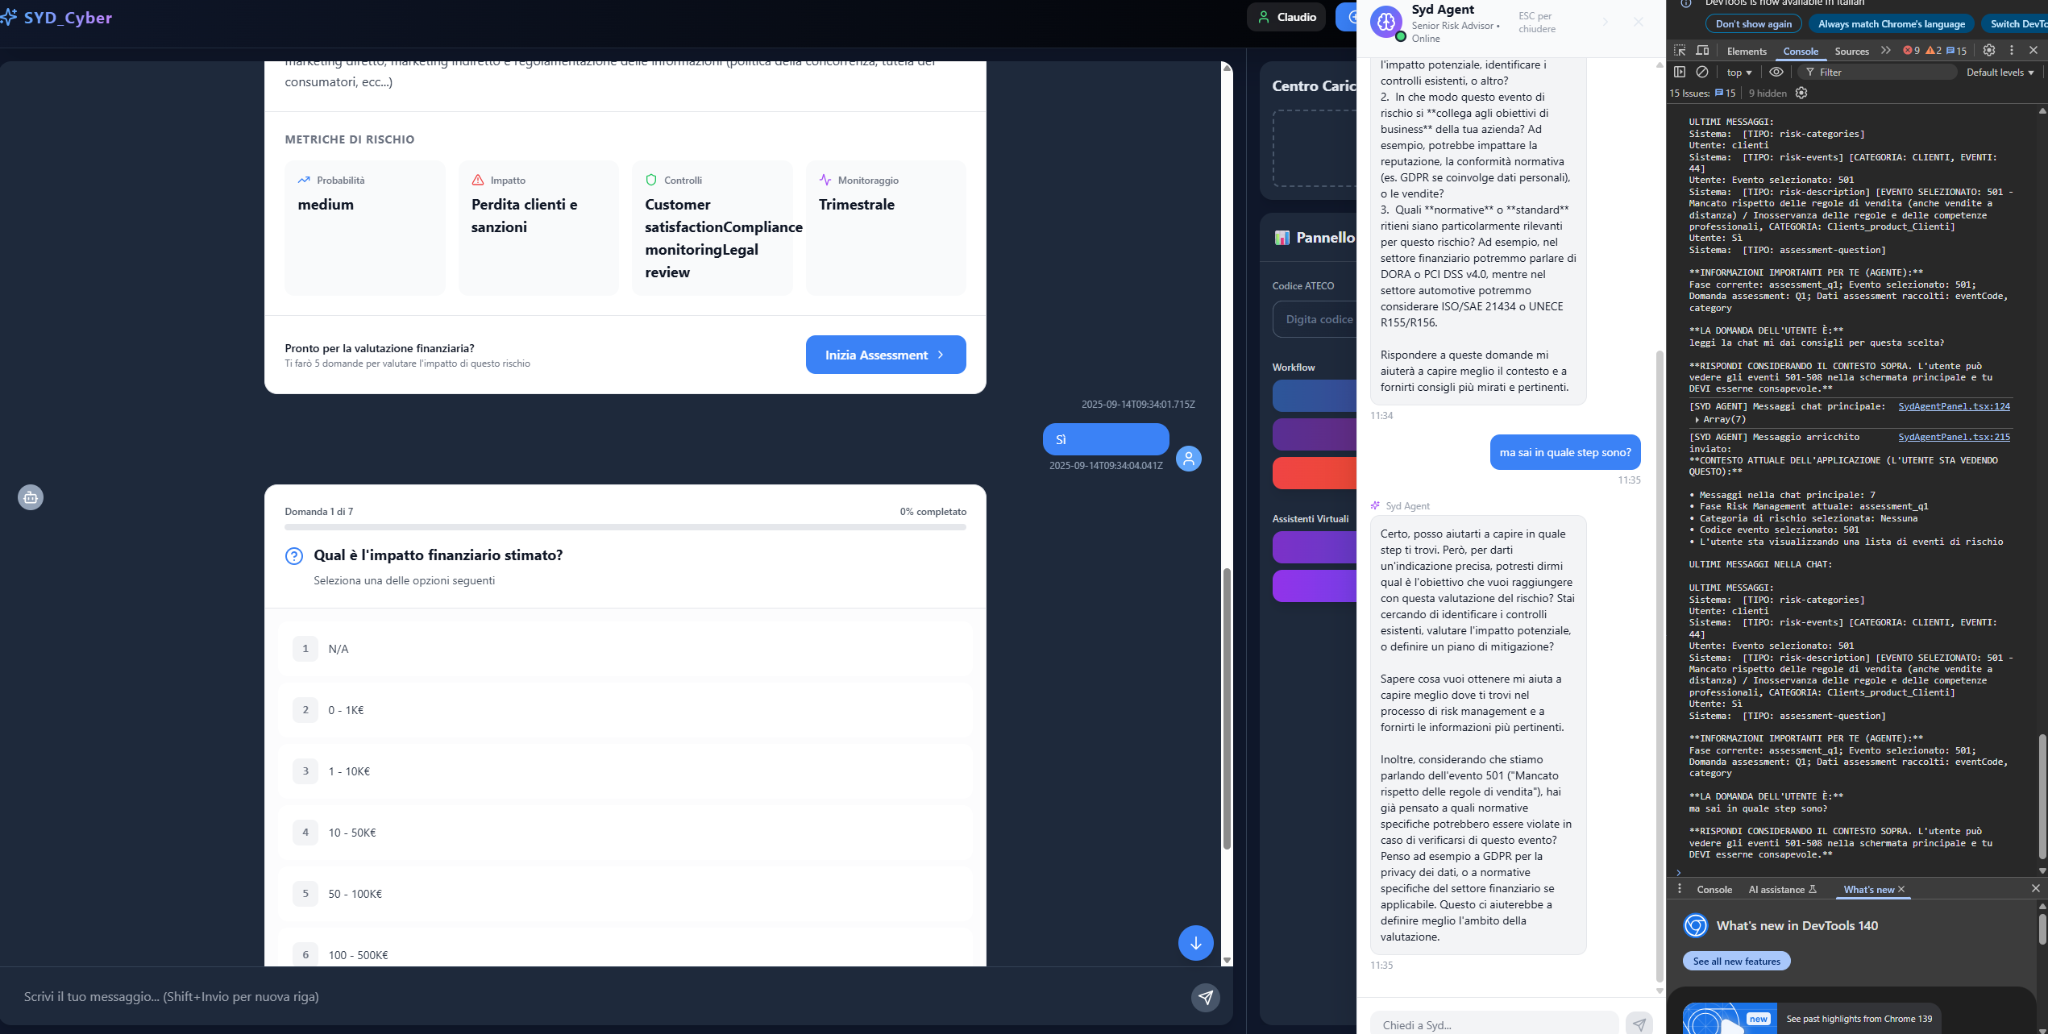 SYD_Cyber
Claudio
marketing diretto, marketing indiretto e regolamentazione delle informazioni (politica della concorrenza, tutela dei
consumatori, ecc...)
METRICHE DI RISCHIO
Probabilità
medium
Impatto
Perdita clienti e
sanzioni
Controlli
Customer
satisfactionCompliance
monitoringLegal
review
Monitoraggio
Trimestrale
Pronto per la valutazione finanziaria?
Ti farò 5 domande per valutare l'impatto di questo rischio
Inizia Assessment
2025-09-14T09:34:01.715Z
Sì
2025-09-14T09:34:04.041Z
Domanda 1 di 7
0% completato
Qual è l'impatto finanziario stimato?
Seleziona una delle opzioni seguenti
1 N/A
2 0 - 1K€
3 1 - 10K€
4 10 - 50K€
5 50 - 100K€
6 100 - 500K€
Scrivi il tuo messaggio... (Shift+Invio per nuova riga)
Centro Caric
Pannello
Codice ATECO
Digita codice
Workflow
Assistenti Virtuali
Syd Agent
Senior Risk Advisor •
Online
ESC per
chiudere
l'impatto potenziale, identificare i
controlli esistenti, o altro?
2. In che modo questo evento di
rischio si **collega agli obiettivi di
business** della tua azienda? Ad
esempio, potrebbe impattare la
reputazione, la conformità normativa
(es. GDPR se coinvolge dati personali),
o le vendite?
3. Quali **normative** o **standard**
ritieni siano particolarmente rilevanti
per questo rischio? Ad esempio, nel
settore finanziario potremmo parlare di
DORA o PCI DSS v4.0, mentre nel
settore automotive potremmo
considerare ISO/SAE 21434 o UNECE
R155/R156.
Rispondere a queste domande mi
aiuterà a capire meglio il contesto e a
fornirti consigli più mirati e pertinenti.
11:34
ma sai in quale step sono?
11:35
Syd Agent
Certo, posso aiutarti a capire in quale
step ti trovi. Però, per darti
un'indicazione precisa, potresti dirmi
qual è l'obiettivo che vuoi raggiungere
con questa valutazione del rischio? Stai
cercando di identificare i controlli
esistenti, valutare l'impatto potenziale,
o definire un piano di mitigazione?
Sapere cosa vuoi ottenere mi aiuta a
capire meglio dove ti trovi nel
processo di risk management e a
fornirti le informazioni più pertinenti.
Inoltre, considerando che stiamo
parlando dell'evento 501 ("Mancato
rispetto delle regole di vendita"), hai
già pensato a quali normative
specifiche potrebbero essere violate in
caso di verificarsi di questo evento?
Penso ad esempio a GDPR per la
privacy dei dati, o a normative
specifiche del settore finanziario se
applicabile. Questo ci aiuterebbe a
definire meglio l'ambito della
valutazione.
11:35
Chiedi a Syd...
DevTools is now available in Italian
Don't show again
Always match Chrome's language
Switch DevTo
Elements Console Sources
9 2 15
top
Filter
Default levels
15 Issues: 15
9 hidden
ULTIMI MESSAGGI:
Sistema: [TIPO: risk-categories]
Utente: clienti
Sistema: [TIPO: risk-events] [CATEGORIA: CLIENTI, EVENTI:
44]
Utente: Evento selezionato: 501
Sistema: [TIPO: risk-description] [EVENTO SELEZIONATO: 501 -
Mancato rispetto delle regole di vendita (anche vendite a
distanza) / Inosservanza delle regole e delle competenze
professionali, CATEGORIA: Clients_product_Clienti]
Utente: Sì
Sistema: [TIPO: assessment-question]
**INFORMAZIONI IMPORTANTI PER TE (AGENTE):**
Fase corrente: assessment_q1; Evento selezionato: 501;
Domanda assessment: Q1; Dati assessment raccolti: eventCode,
category
**LA DOMANDA DELL'UTENTE È:**
leggi la chat mi dai consigli per questa scelta?
**RISPONDI CONSIDERANDO IL CONTESTO SOPRA. L'utente può
vedere gli eventi 501-508 nella schermata principale e tu
DEVI esserne consapevole.**
[SYD AGENT] Messaggi chat principale: SydAgentPanel.tsx:124
Array(7)
[SYD AGENT] Messaggio arricchito SydAgentPanel.tsx:215
inviato:
**CONTESTO ATTUALE DELL'APPLICAZIONE (L'UTENTE STA VEDENDO
QUESTO):**
• Messaggi nella chat principale: 7
• Fase Risk Management attuale: assessment_q1
• Categoria di rischio selezionata: Nessuna
• Codice evento selezionato: 501
• L'utente sta visualizzando una lista di eventi di rischio
ULTIMI MESSAGGI NELLA CHAT:
ULTIMI MESSAGGI:
Sistema: [TIPO: risk-categories]
Utente: clienti
Sistema: [TIPO: risk-events] [CATEGORIA: CLIENTI, EVENTI:
44]
Utente: Evento selezionato: 501
Sistema: [TIPO: risk-description] [EVENTO SELEZIONATO: 501 -
Mancato rispetto delle regole di vendita (anche vendite a
distanza) / Inosservanza delle regole e delle competenze
professionali, CATEGORIA: Clients_product_Clienti]
Utente: Sì
Sistema: [TIPO: assessment-question]
**INFORMAZIONI IMPORTANTI PER TE (AGENTE):**
Fase corrente: assessment_q1; Evento selezionato: 501;
Domanda assessment: Q1; Dati assessment raccolti: eventCode,
category
**LA DOMANDA DELL'UTENTE È:**
ma sai in quale step sono?
**RISPONDI CONSIDERANDO IL CONTESTO SOPRA. L'utente può
vedere gli eventi 501-508 nella schermata principale e tu
DEVI esserne consapevole.**
Console AI assistance What's new
What's new in DevTools 140
See all new features
new
See past highlights from Chrome 139